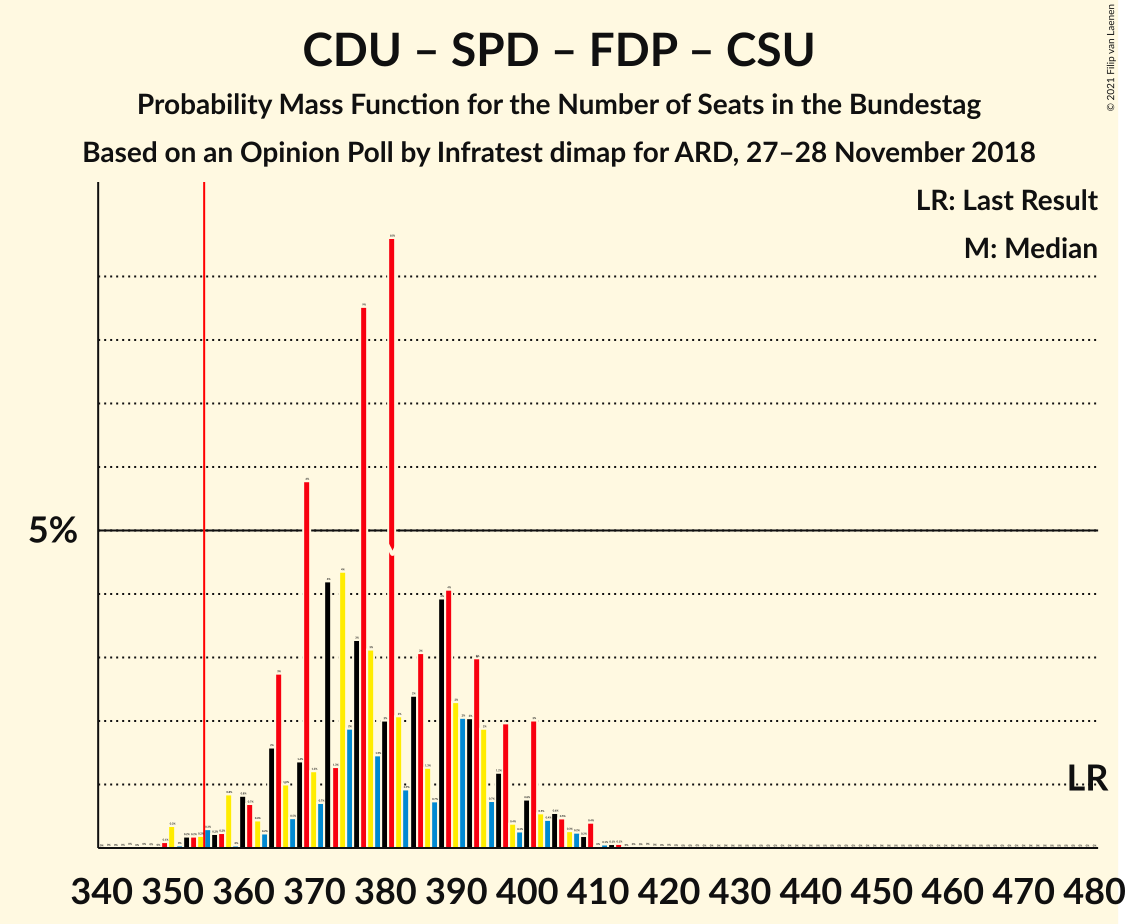 CDU – SPD – FDP – CSU
Probability Mass Function for the Number of Seats in the Bundestag
Based on an Opinion Poll by Infratest dimap for ARD, 27–28 November 2018
© 2021 Filip van Laenen
LR: Last Result
M: Median
5%
LR
340 350 360 370 380 390 400 410 420 430 440 450 460 470 480